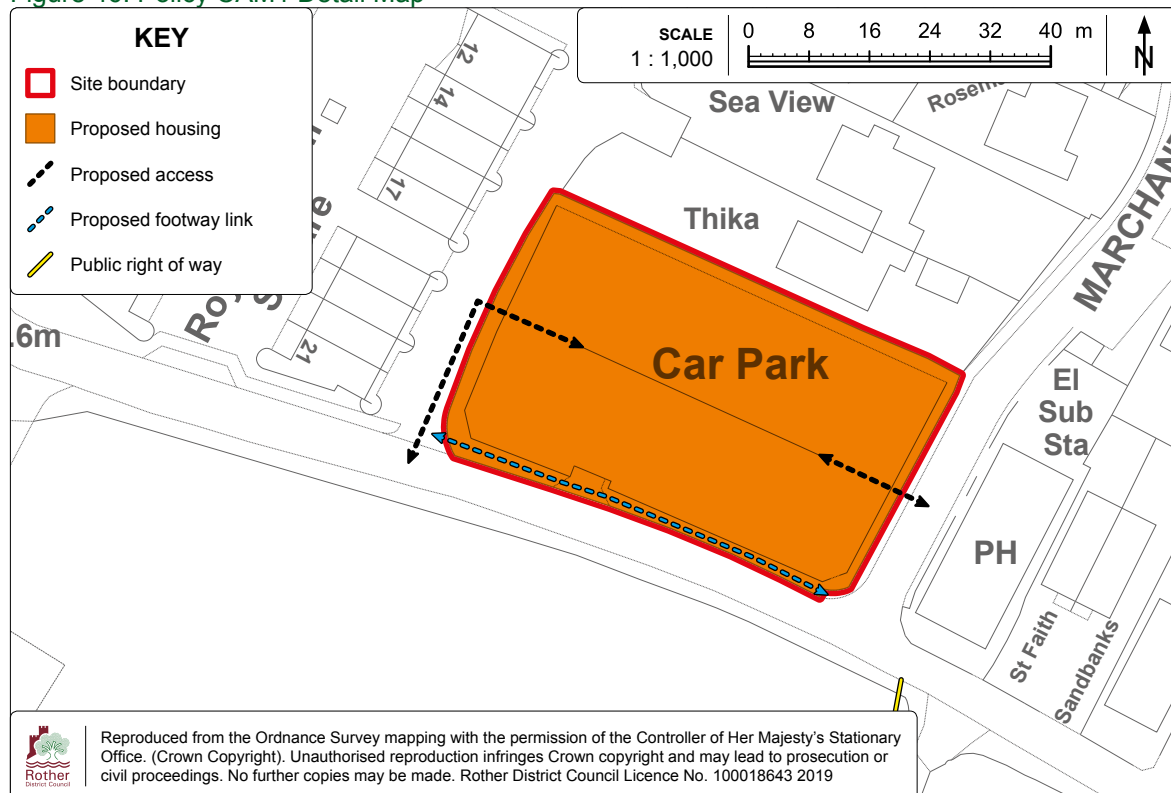 KEY
Site boundary
Proposed housing
Proposed access
Proposed footway link
Public right of way
SCALE
1 : 1,000
0 8 16 24 32 40 m
N
12
14
17
21
.6m
Sea View
Thika
Car Park
El
Sub
Sta
PH
St Faith
Sandbanks
Rother
District Council
Reproduced from the Ordnance Survey mapping with the permission of the Controller of Her Majesty's Stationary
Office. (Crown Copyright). Unauthorised reproduction infringes Crown copyright and may lead to prosecution or
civil proceedings. No further copies may be made. Rother District Council Licence No. 100018643 2019